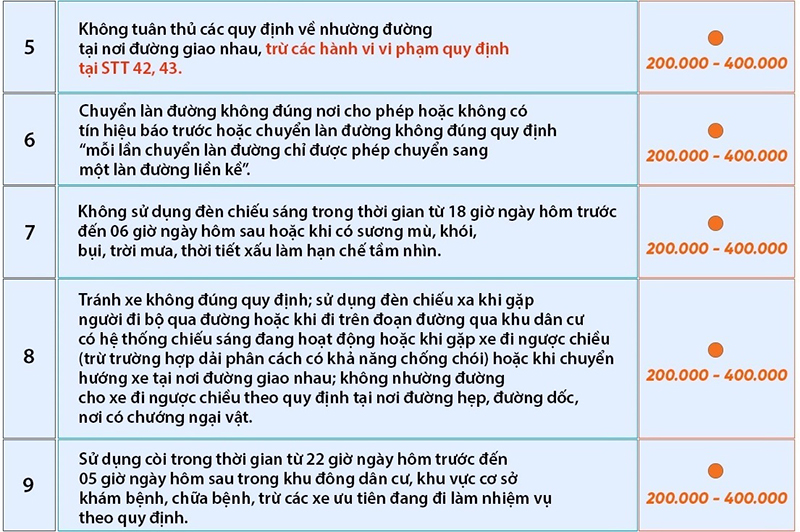 5
Không tuân thủ các quy định về nhường đường
tại nơi đường giao nhau, trừ các hành vi vi phạm quy định
tại STT 42, 43.
200.000 - 400.000
6
Chuyển làn đường không đúng nơi cho phép hoặc không có
tín hiệu báo trước hoặc chuyển làn đường không đúng quy định
“mỗi lần chuyển làn đường chỉ được phép chuyển sang
một làn đường liền kề”.
200.000 - 400.000
7
Không sử dụng đèn chiếu sáng trong thời gian từ 18 giờ ngày hôm trước
đến 06 giờ ngày hôm sau hoặc khi có sương mù, khói,
bụi, trời mưa, thời tiết xấu làm hạn chế tầm nhìn.
200.000 - 400.000
8
Tránh xe không đúng quy định; sử dụng đèn chiếu xa khi gặp
người đi bộ qua đường hoặc khi đi trên đoạn đường qua khu dân cư
có hệ thống chiếu sáng đang hoạt động hoặc khi gặp xe đi ngược chiều
(trừ trường hợp dải phân cách có khả năng chống chói) hoặc khi chuyển
hướng xe tại nơi đường giao nhau; không nhường đường
cho xe đi ngược chiều theo quy định tại nơi đường hẹp, đường dốc,
nơi có chướng ngại vật.
200.000 - 400.000
9
Sử dụng còi trong thời gian từ 22 giờ ngày hôm trước đến
05 giờ ngày hôm sau trong khu đông dân cư, khu vực cơ sở
khám bệnh, chữa bệnh, trừ các xe ưu tiên đang đi làm nhiệm vụ
theo quy định.
200.000 - 400.000